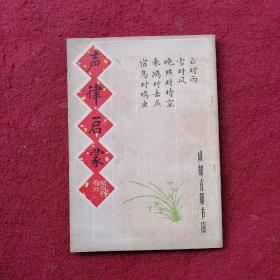 云对雨
雪对风
晚照对晴空
来鸿对去燕
宿鸟对鸣虫
声律启蒙
成都古籍书店